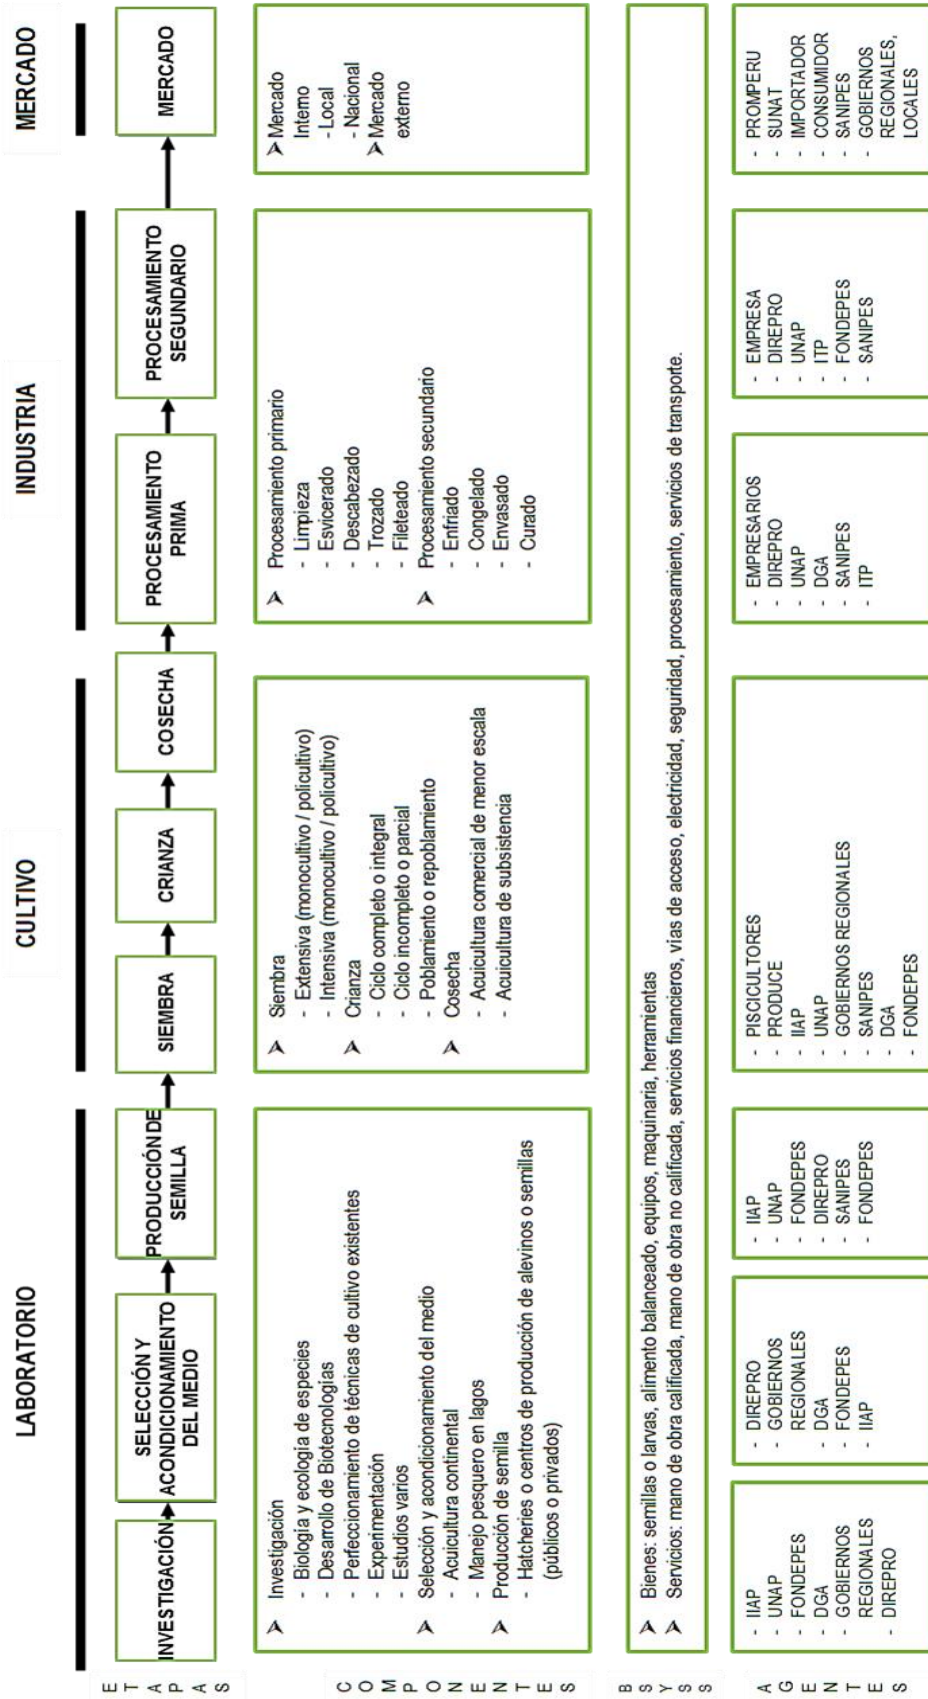 LABORATORIO
CULTIVO
INDUSTRIA
MERCADO
E
T
A
P
A
S
INVESTIGACIÓN
SELECCIÓN Y
ACONDICIONAMIENTO
DEL MEDIO
PRODUCCIÓN DE
SEMILLA
SIEMBRA
CRIANZA
COSECHA
PROCESAMIENTO
PRIMA
PROCESAMIENTO
SEGUNDARIO
MERCADO
C
O
M
P
O
N
E
N
T
E
S
➢ Investigación
- Biología y ecología de especies
- Desarrollo de Biotecnologías
- Perfeccionamiento de técnicas de cultivo existentes
- Experimentación
- Estudios varios
➢ Selección y acondicionamiento del medio
- Acuicultura continental
- Manejo pesquero en lagos
➢ Producción de semilla
- Hatcheries o centros de producción de alevinos o semillas
(públicos o privados)
➢ Siembra
- Extensiva (monocultivo / policultivo)
- Intensiva (monocultivo / policultivo)
➢ Crianza
- Ciclo completo o integral
- Ciclo incompleto o parcial
- Poblamiento o repoblamiento
➢ Cosecha
- Acuicultura comercial de menor escala
- Acuicultura de subsistencia
➢ Procesamiento primario
- Limpieza
- Esvicerado
- Descabezado
- Trozado
- Fileteado
➢ Procesamiento secundario
- Enfriado
- Congelado
- Envasado
- Curado
➢ Mercado
Interno
- Local
- Nacional
➢ Mercado
externo
B
S
Y
S
S
➢ Bienes: semillas o larvas, alimento balanceado, equipos, maquinaria, herramientas
➢ Servicios: mano de obra calificada, mano de obra no calificada, servicios financieros, vías de acceso, electricidad, seguridad, procesamiento, servicios de transporte.
A
G
E
N
T
E
S
- IIAP
- UNAP
- FONDEPES
- DGA
- GOBIERNOS
REGIONALES
- DIREPRO
- DIREPRO
- GOBIERNOS
REGIONALES
- DGA
- FONDEPES
- IIAP
- IIAP
- UNAP
- FONDEPES
- DIREPRO
- SANIPES
- FONDEPES
- PISCICULTORES
- PRODUCE
- IIAP
- UNAP
- GOBIERNOS REGIONALES
- SANIPES
- DGA
- FONDEPES
- EMPRESARIOS
- DIREPRO
- UNAP
- DGA
- SANIPES
- ITP
- EMPRESA
- DIREPRO
- UNAP
- ITP
- FONDEPES
- SANIPES
- PROMPERU
- SUNAT
- IMPORTADOR
- CONSUMIDOR
- SANIPES
- GOBIERNOS
REGIONALES,
LOCALES